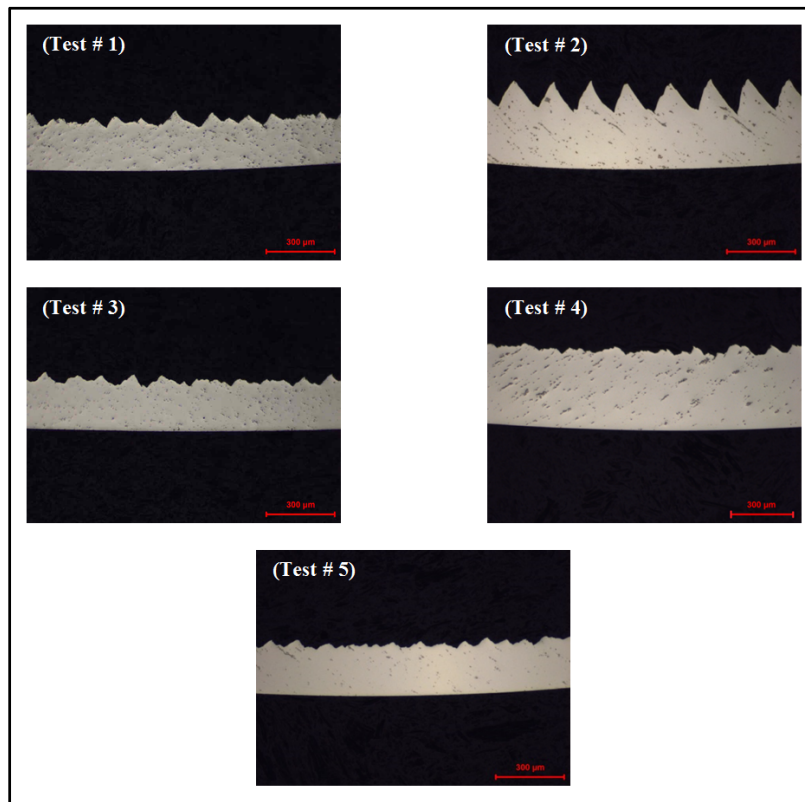 (Test # 1)
300 µm
(Test # 2)
300 µm
(Test # 3)
300 µm
(Test # 4)
300 µm
(Test # 5)
300 µm